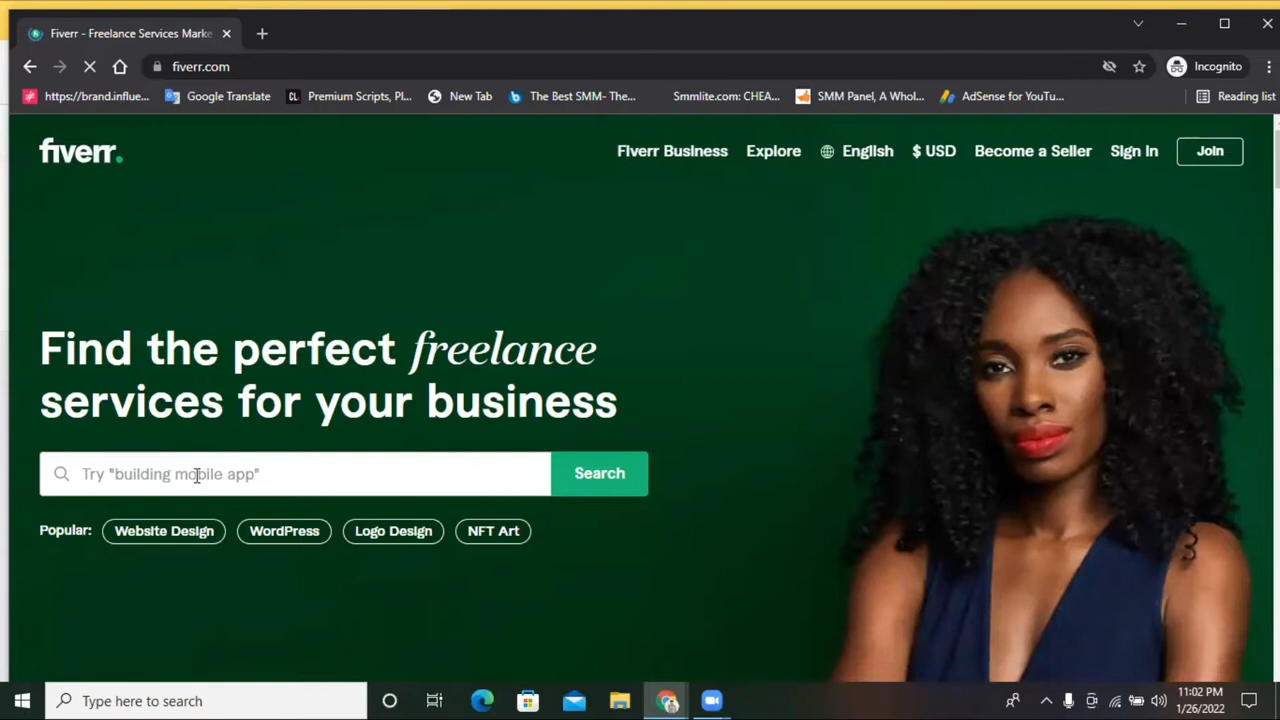 Fiverr - Freelance Services Marke
fiverr.com
Incognito
https://brand.influe...
Google Translate
Premium Scripts, Pl...
New Tab
The Best SMM- The...
Smmlite.com: CHEA...
SMM Panel, A Whol...
AdSense for YouTu...
Reading list
fiverr.
Fiverr Business
Explore
English
$ USD
Become a Seller
Sign In
Join
Find the perfect freelance
services for your business
Try "building mobile app"
Search
Popular:
Website Design
WordPress
Logo Design
NFT Art
Type here to search
11:02 PM
1/26/2022